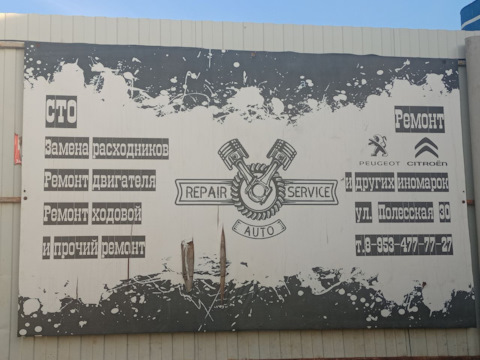 СТО
Замена расходников
Ремонт двигателя
Ремонт ходовой
и прочий ремонт
REPAIR SERVICE
AUTO
Ремонт
PEUGEOT CITROËN
и других иномарок
ул. Полесская 30
т.8-953-477-77-27